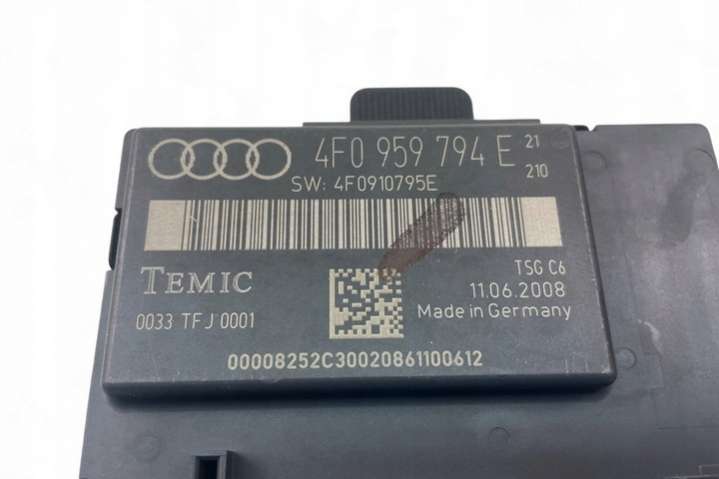 4F0 959 794 E 21
210
SW: 4F0910795E
TEMIC
TSG C6
11.06.2008
0033 TFJ 0001
Made in Germany
00008252C30020861100612